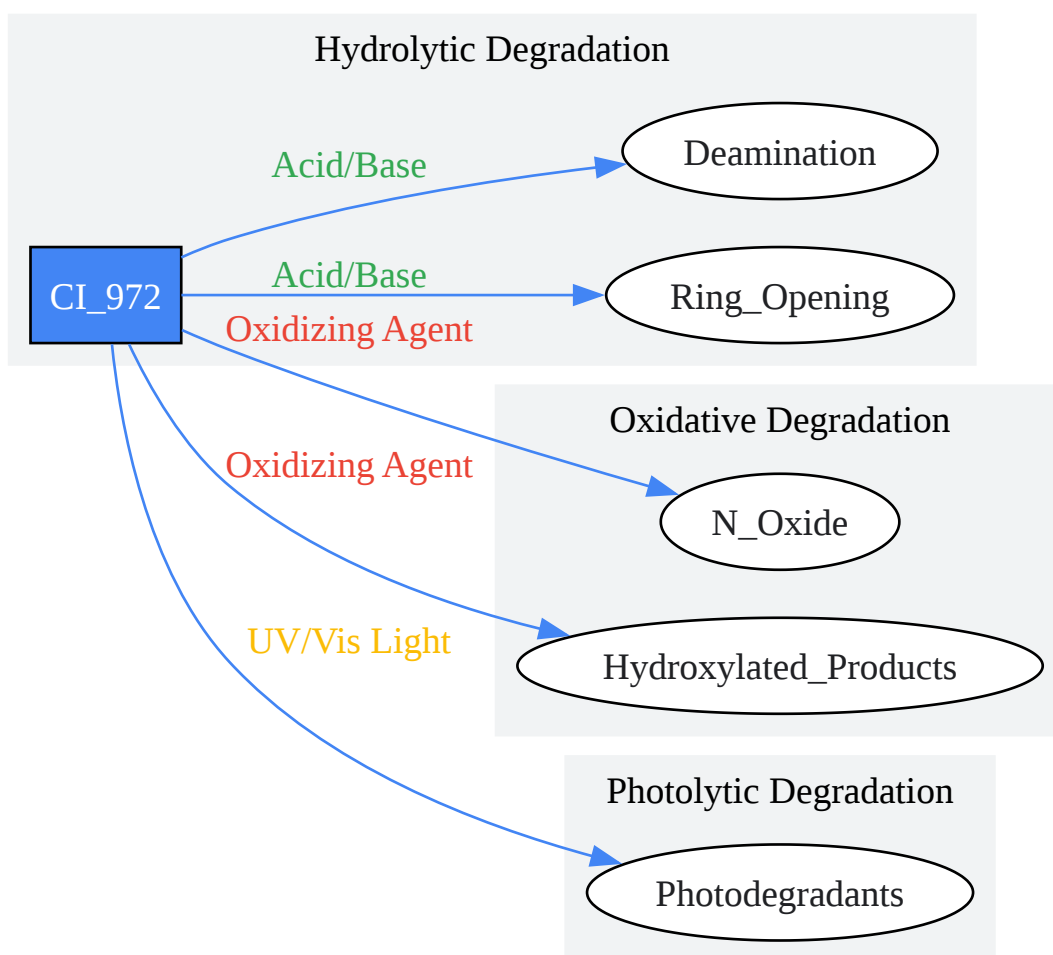 Hydrolytic Degradation
Acid/Base
Deamination
CI_972
Acid/Base
Ring_Opening
Oxidizing Agent
Oxidative Degradation
Oxidizing Agent
N_Oxide
UV/Vis Light
Hydroxylated_Products
Photolytic Degradation
Photodegradants